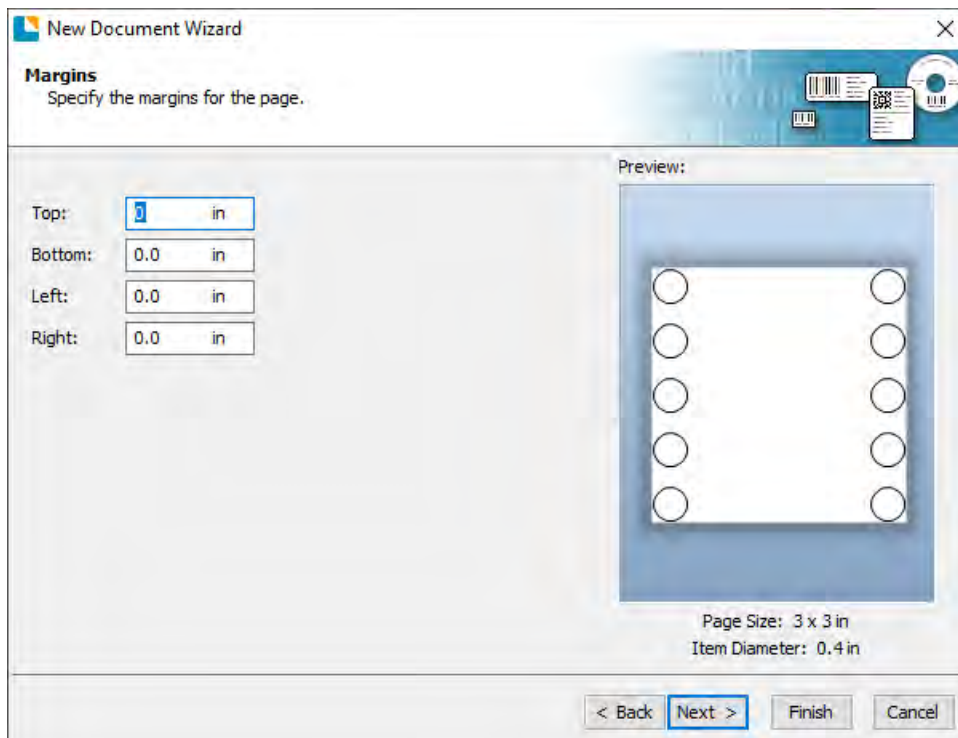 New Document Wizard
Margins
Specify the margins for the page.
Preview:
Top: 0 in
Bottom: 0.0 in
Left: 0.0 in
Right: 0.0 in
Page Size: 3 x 3 in
Item Diameter: 0.4 in
< Back Next > Finish Cancel